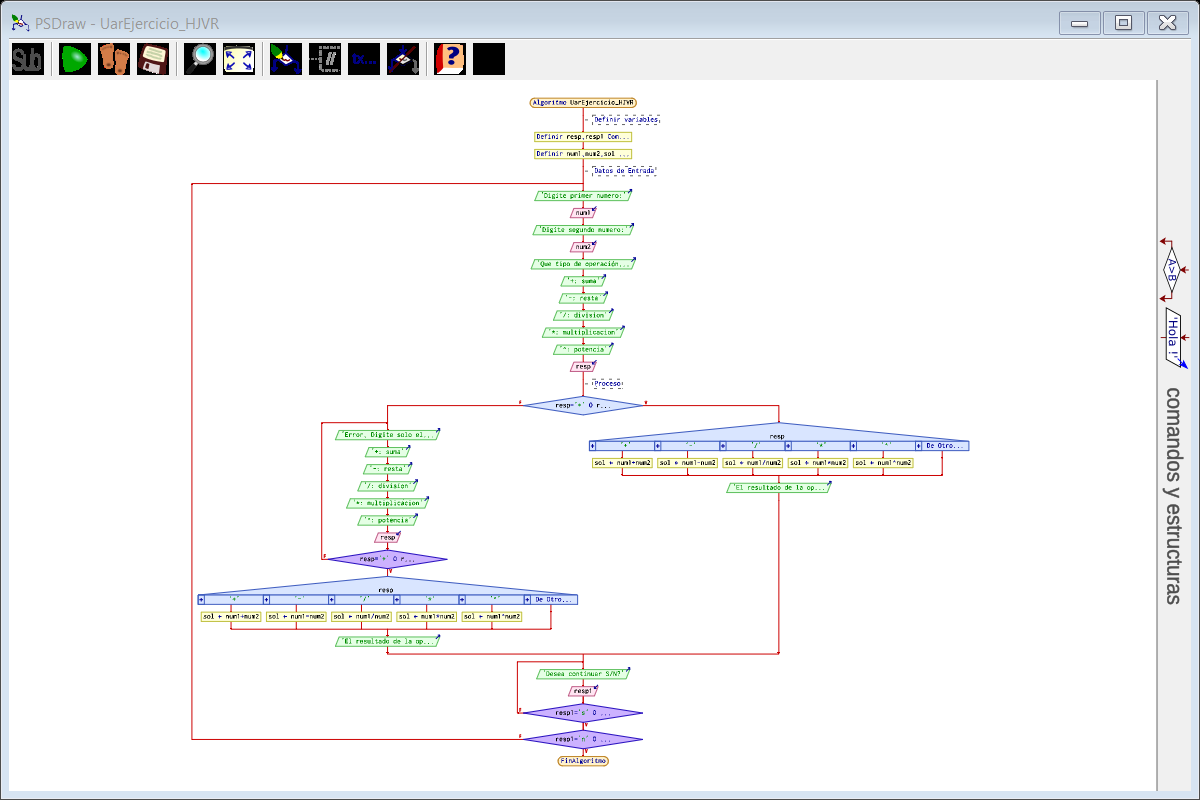 PSDraw - UarEjercicio_HJVR
Sub
// ?
Algoritmo UarEjercicio_HJVR
Definir variables
Definir resp,resp1 Com...
Definir num1,num2,sol ...
Datos de Entrada
'Digite primer numero:'
num1
'Digite segundo numero:'
num2
'Que tipo de operación...
'+: suma'
'-: resta'
'/: division'
'*: multiplicacion'
'^: potencia'
resp
Proceso
resp='+' O r...
F V
'Error, Digite solo el...
'+: suma'
'-: resta'
'/: division'
'*: multiplicacion'
'^: potencia'
resp
resp='+' O r...
F
V
resp
'+' '-' '/' '*' '^' De Otro...
sol ← num1+num2 sol ← num1-num2 sol ← num1/num2 sol ← num1*num2 sol ← num1^num2
'El resultado de la op...
resp
'+' '-' '/' '*' '^' De Otro...
sol ← num1+num2 sol ← num1-num2 sol ← num1/num2 sol ← num1*num2 sol ← num1^num2
'El resultado de la op...
'Desea continuar S/N?'
resp1
resp1='s' O ...
F
V
resp1='n' O ...
F
V
FinAlgoritmo
A>B
'Hola !'
comandos y estructuras